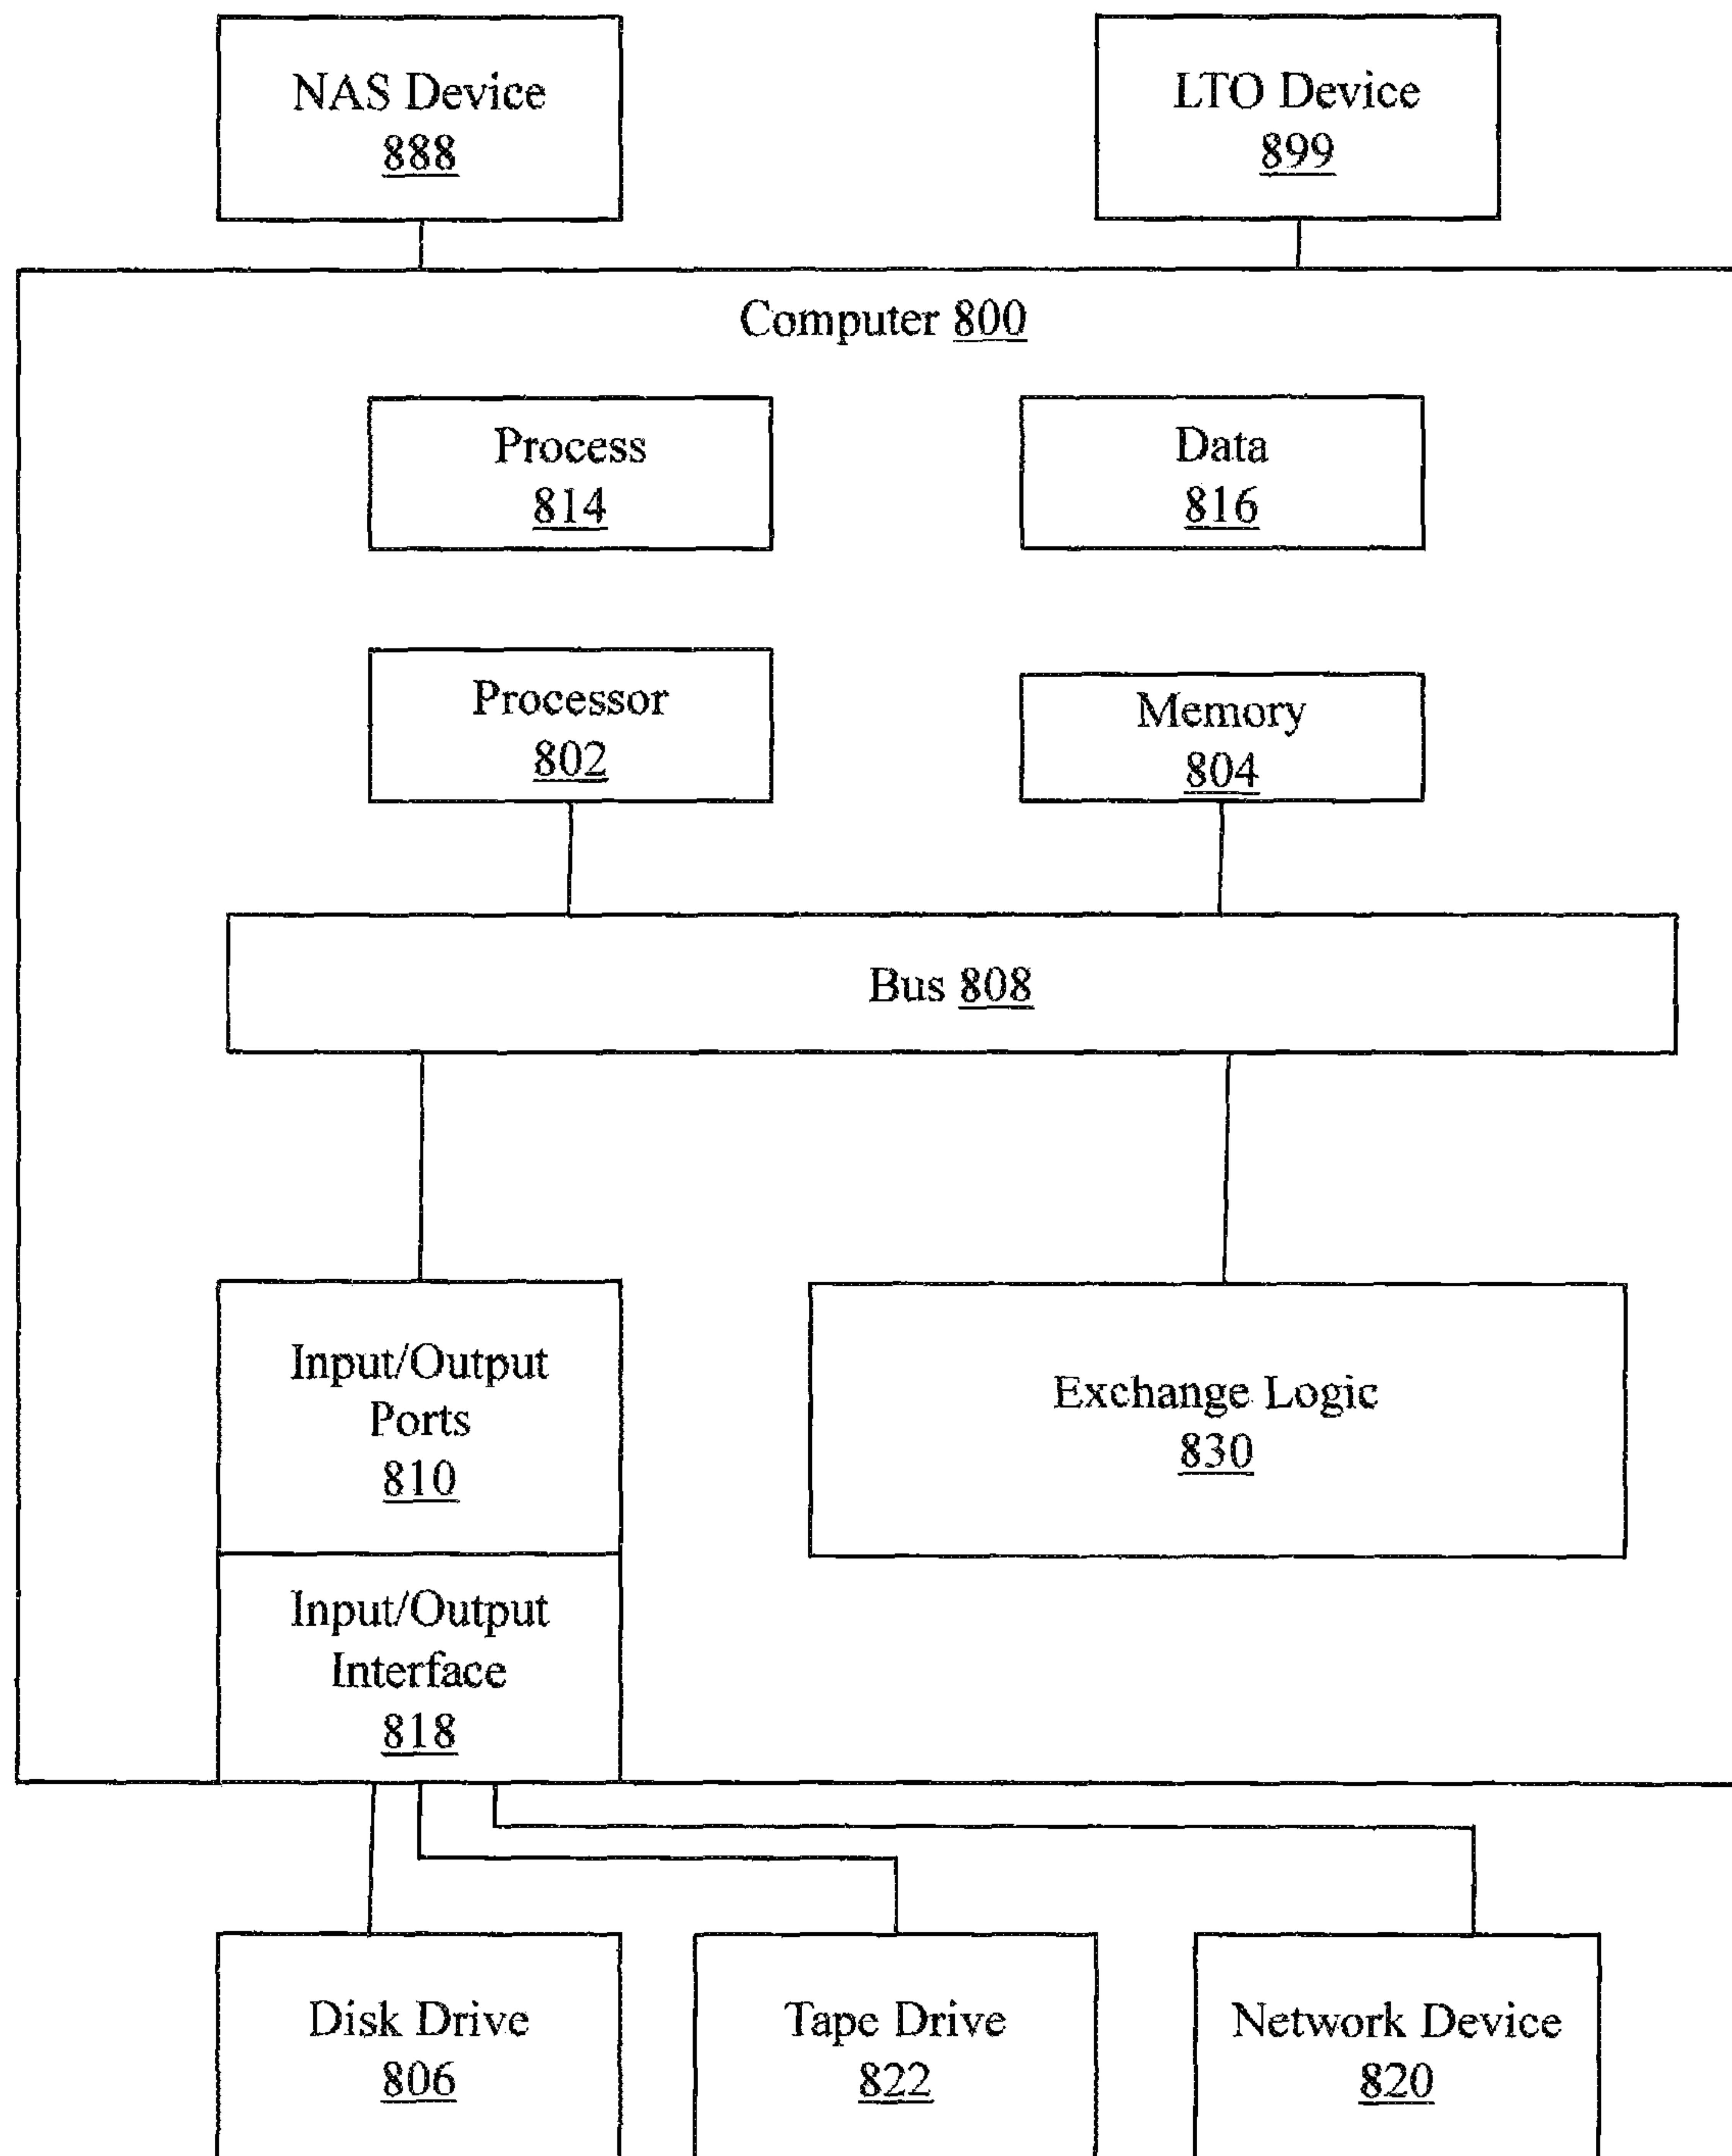 NAS Device
888
LTO Device
899
Computer 800
Process
814
Data
816
Processor
802
Memory
804
Bus 808
Input/Output
Ports
810
Exchange Logic
830
Input/Output
Interface
818
Disk Drive
806
Tape Drive
822
Network Device
820